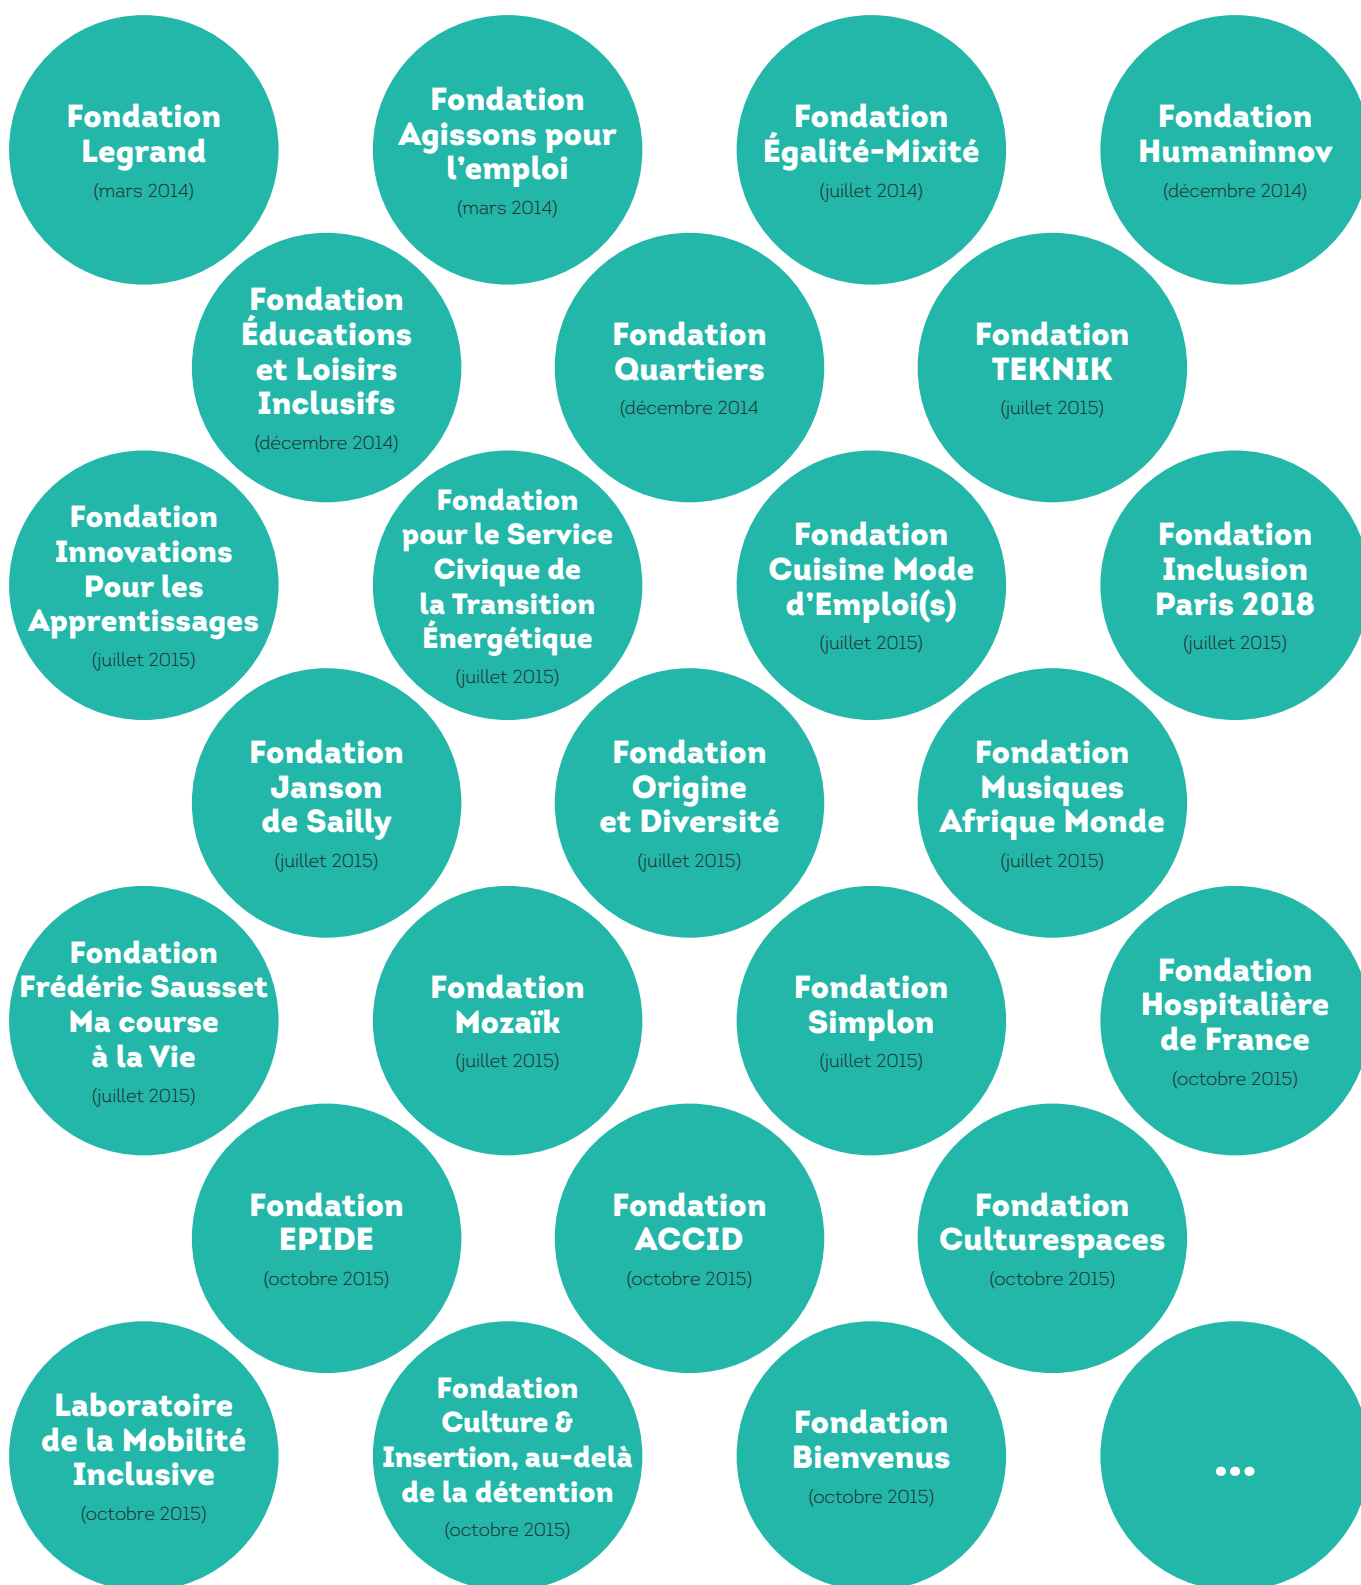 Fondation
Legrand
(mars 2014)
Fondation
Agissons pour
l'emploi
(mars 2014)
Fondation
Égalité-Mixité
(juillet 2014)
Fondation
Humaninnov
(décembre 2014)
Fondation
Éducations
et Loisirs
Inclusifs
(décembre 2014)
Fondation
Quartiers
(décembre 2014
Fondation
TEKNIK
(juillet 2015)
Fondation
Innovations
Pour les
Apprentissages
(juillet 2015)
Fondation
pour le Service
Civique de
la Transition
Énergétique
(juillet 2015)
Fondation
Cuisine Mode
d'Emploi(s)
(juillet 2015)
Fondation
Inclusion
Paris 2018
(juillet 2015)
Fondation
Janson
de Sailly
(juillet 2015)
Fondation
Origine
et Diversité
(juillet 2015)
Fondation
Musiques
Afrique Monde
(juillet 2015)
Fondation
Frédéric Sausset
Ma course
à la Vie
(juillet 2015)
Fondation
Mozaïk
(juillet 2015)
Fondation
Simplon
(juillet 2015)
Fondation
Hospitalière
de France
(octobre 2015)
Fondation
EPIDE
(octobre 2015)
Fondation
ACCID
(octobre 2015)
Fondation
Culturespaces
(octobre 2015)
Laboratoire
de la Mobilité
Inclusive
(octobre 2015)
Fondation
Culture &
Insertion, au-delà
de la détention
(octobre 2015)
Fondation
Bienvenus
(octobre 2015)
...